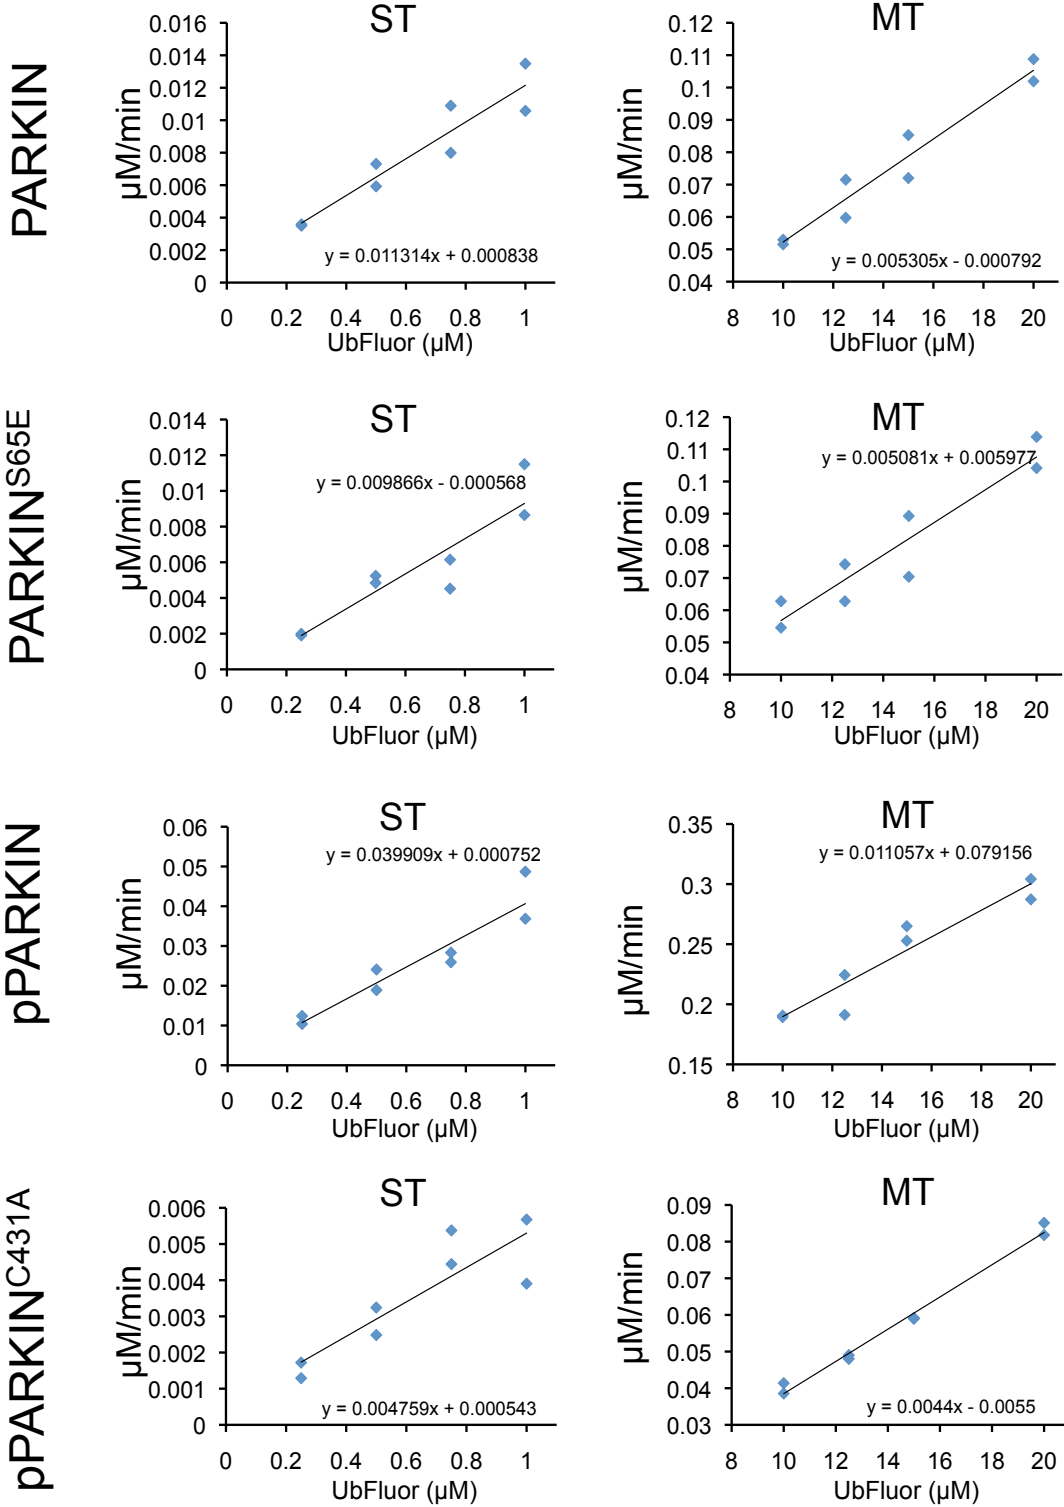 PARKIN
ST
µM/min
0.016
0.014
0.012
0.01
0.008
0.006
0.004
0.002
0
y = 0.011314x + 0.000838
0 0.2 0.4 0.6 0.8 1
UbFluor (µM)
MT
µM/min
0.12
0.11
0.1
0.09
0.08
0.07
0.06
0.05
0.04
y = 0.005305x - 0.000792
8 10 12 14 16 18 20
UbFluor (µM)
PARKIN^S65E
ST
µM/min
0.014
0.012
0.01
0.008
0.006
0.004
0.002
0
y = 0.009866x - 0.000568
0 0.2 0.4 0.6 0.8 1
UbFluor (µM)
MT
µM/min
0.12
0.11
0.1
0.09
0.08
0.07
0.06
0.05
0.04
y = 0.005081x + 0.005977
8 10 12 14 16 18 20
UbFluor (µM)
pPARKIN
ST
µM/min
0.06
0.05
0.04
0.03
0.02
0.01
0
y = 0.039909x + 0.000752
0 0.2 0.4 0.6 0.8 1
UbFluor (µM)
MT
µM/min
0.35
0.3
0.25
0.2
0.15
y = 0.011057x + 0.079156
8 10 12 14 16 18 20
UbFluor (µM)
pPARKIN^C431A
ST
µM/min
0.006
0.005
0.004
0.003
0.002
0.001
0
y = 0.004759x + 0.000543
0 0.2 0.4 0.6 0.8 1
UbFluor (µM)
MT
µM/min
0.09
0.08
0.07
0.06
0.05
0.04
0.03
y = 0.0044x - 0.0055
8 10 12 14 16 18 20
UbFluor (µM)